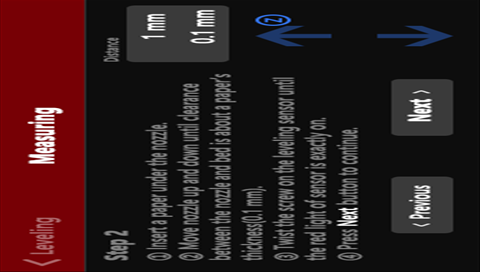 < Leveling
Measuring
Step 2
① Insert a paper under the nozzle.
② Move nozzle up and down until clearance
between the nozzle and bed is about a paper's
thickness(0.1 mm).
③ Twist the screw on the leveling sensor until
the red light of sensor is exactly on.
④ Press Next button to continue.
Distance
1 mm
0.1 mm
②
< Previous
Next >